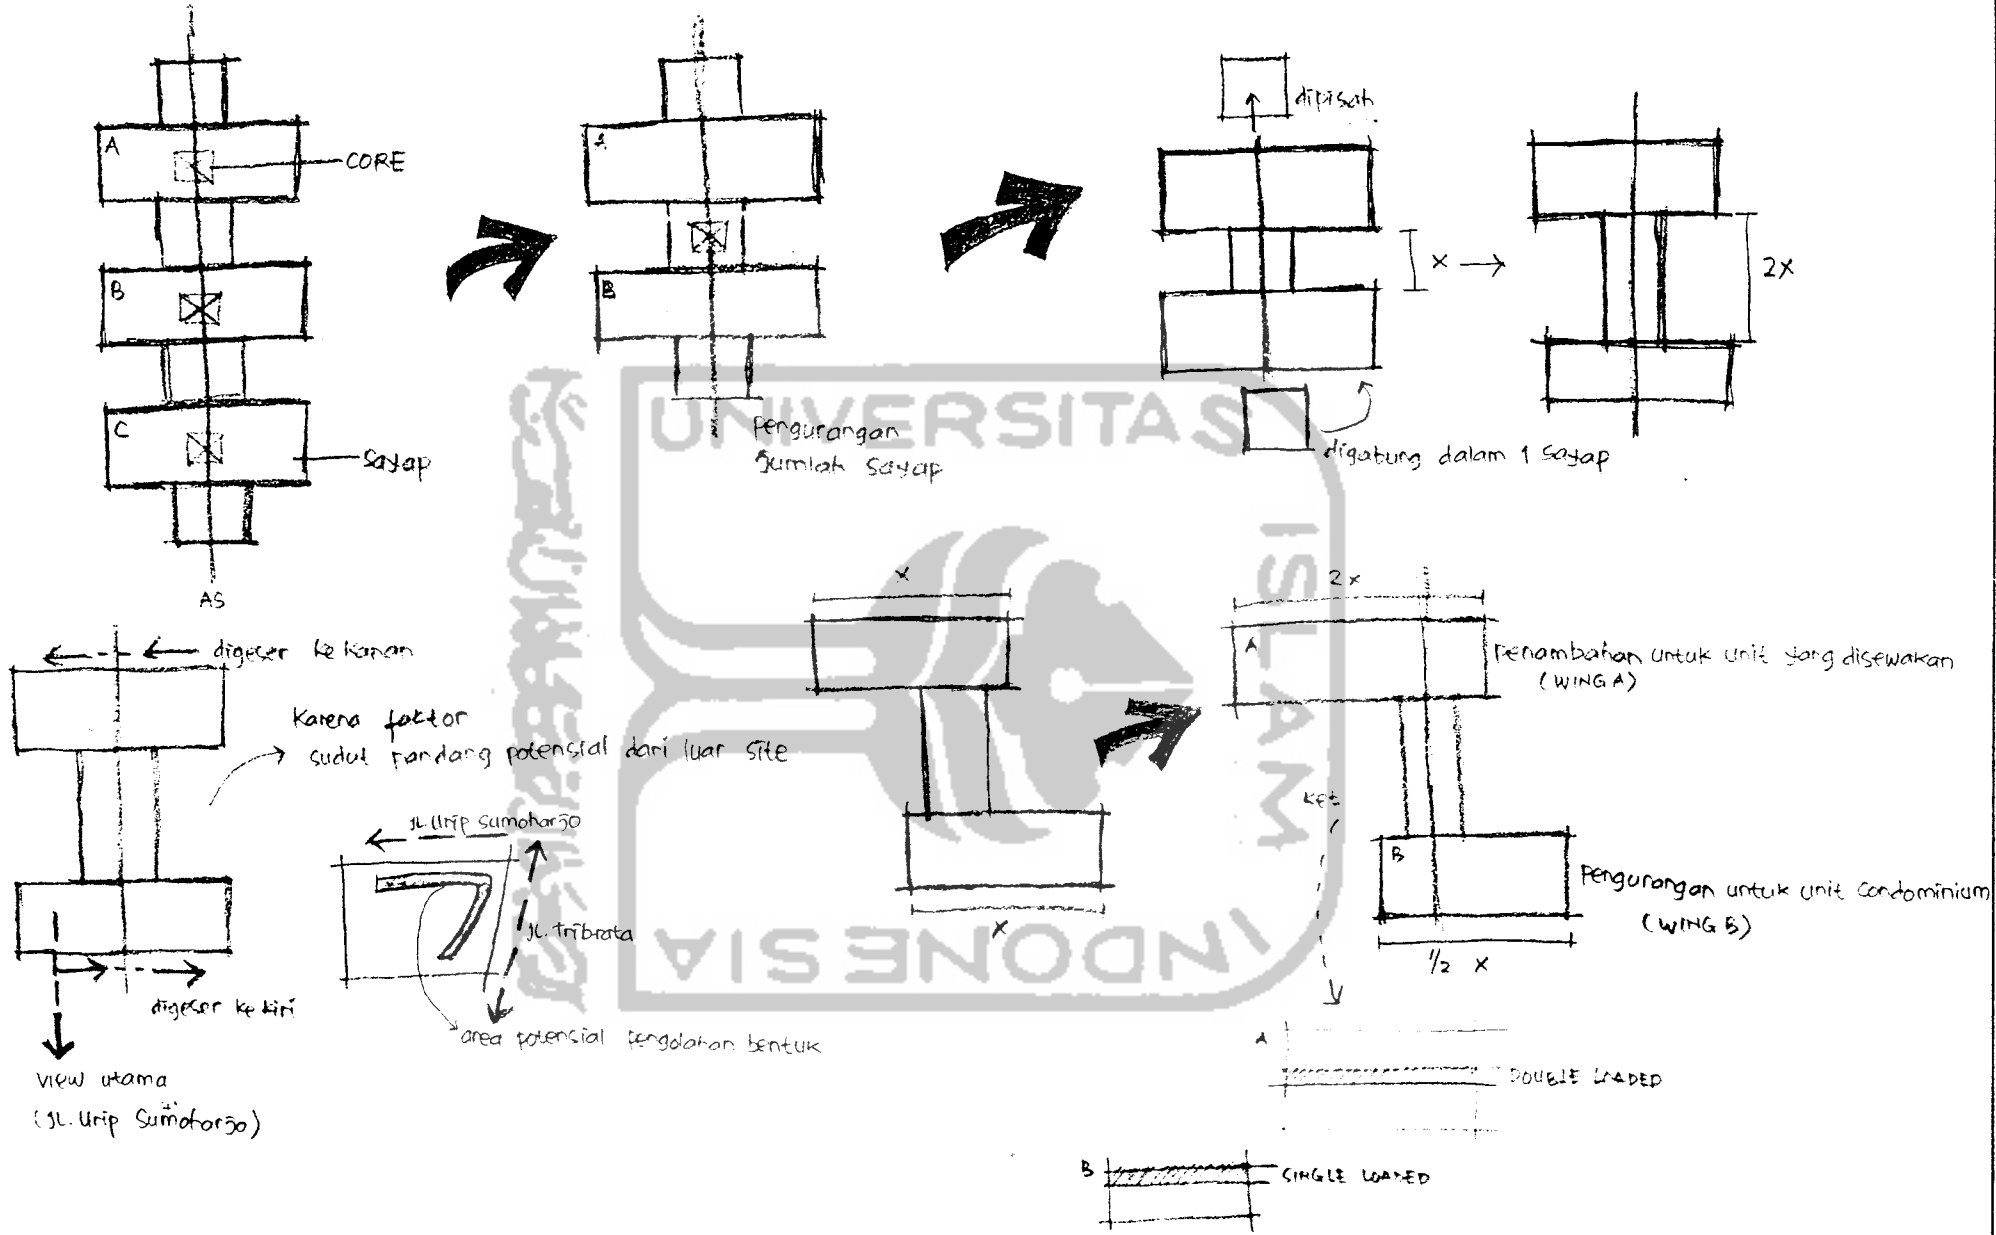 A
CORE
B
C
Sayap
AS
A
B
Pengurangan
Jumlah Sayap
dipisah
X
2X
digabung dalam 1 Sayap
digeser ke kanan
Karena faktor
sudut Pandang potensial dari luar site
digeser ke kiri
View utama
(JL. Urip Sumoharjo)
JL. Urip Sumoharjo
JL. Tribrata
area potensial pengolahan bentuk
X
X
2x
A
Penambahan untuk unit yang disewakan
(WING A)
B
Pengurangan untuk unit Condominium
(WING B)
1/2 X
ket
A
DOUBLE LOADED
B
SINGLE LOADED
UNIVERSITAS
ISLAM
INDONESIA